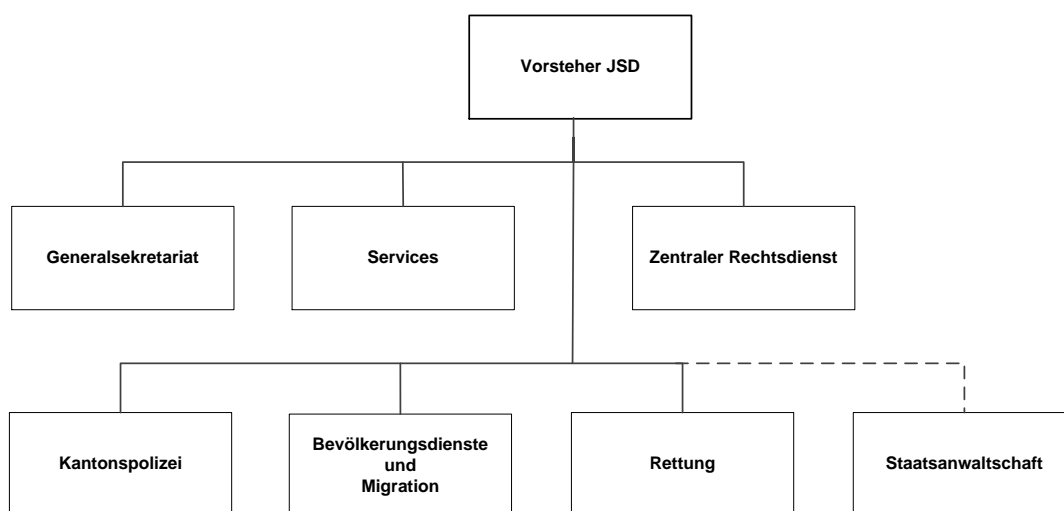 Vorsteher JSD
Generalsekretariat
Services
Zentraler Rechtsdienst
Kantonspolizei
Bevölkerungsdienste
und
Migration
Rettung
Staatsanwaltschaft